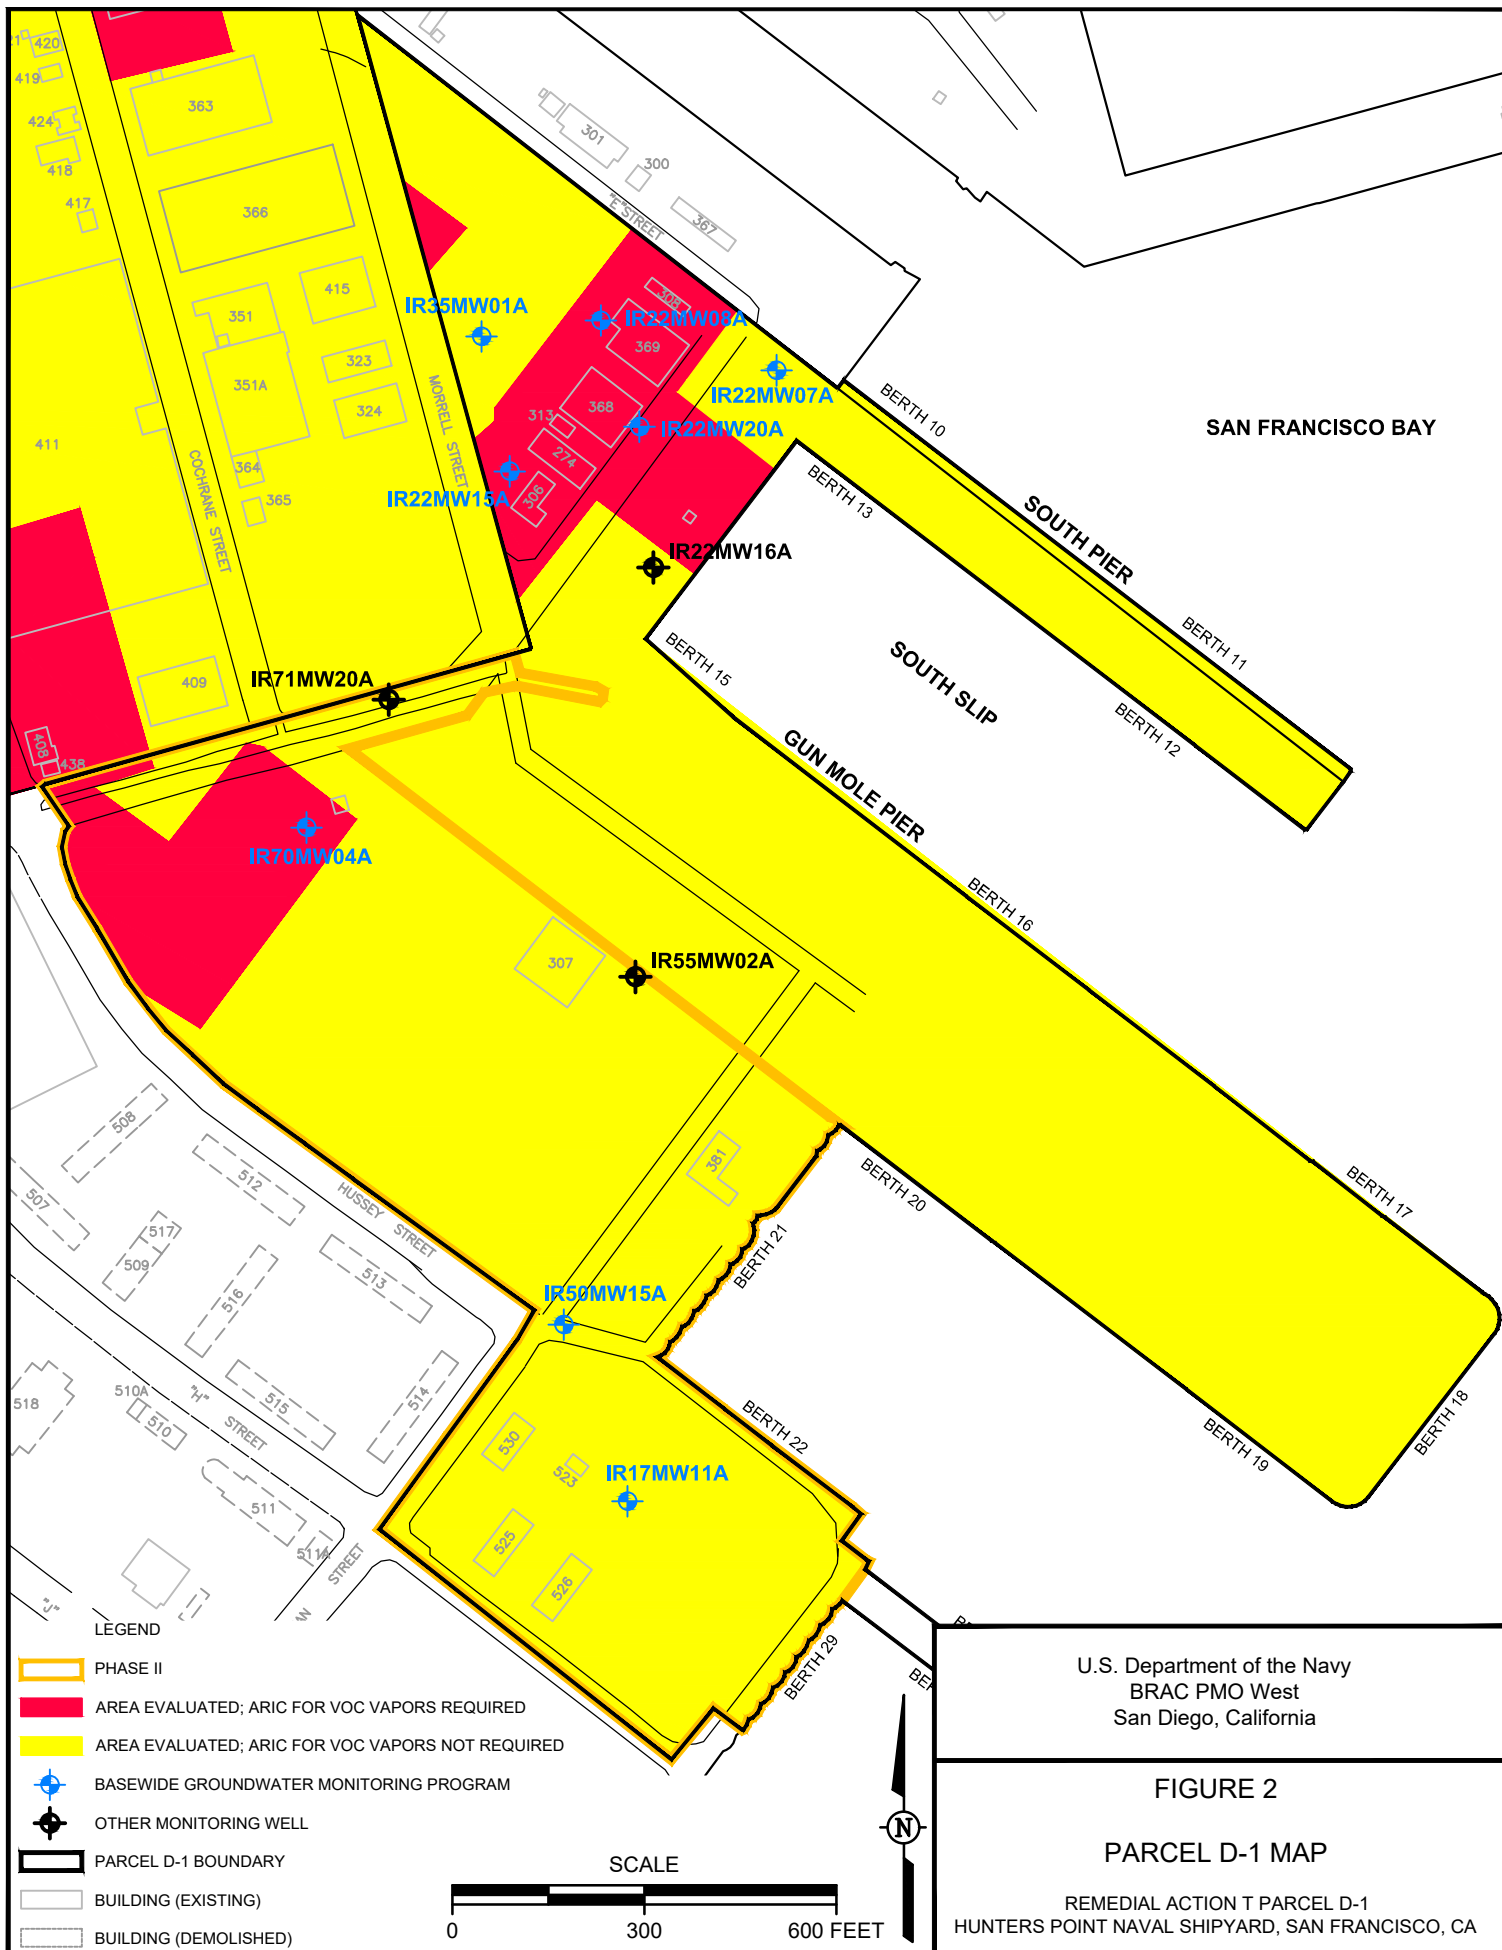 21
420
419
424
418
417
363
366
415
351
351A
323
324
364
365
411
409
408
438
COCHRANE STREET
MORRELL STREET
301
300
367
"E" STREET
308
369
368
313
274
306
IR35MW01A
IR22MW08A
IR22MW07A
IR22MW20A
IR22MW15A
IR22MW16A
IR71MW20A
IR70MW04A
IR55MW02A
IR50MW15A
IR17MW11A
BERTH 10
SAN FRANCISCO BAY
SOUTH PIER
BERTH 13
BERTH 11
BERTH 12
SOUTH SLIP
BERTH 15
GUN MOLE PIER
BERTH 16
BERTH 17
BERTH 18
BERTH 19
BERTH 20
BERTH 21
BERTH 22
BERTH 29
307
381
508
507
512
517
509
516
513
HUSSEY STREET
518
510A
510
"H" STREET
515
514
511
511A
STREET
AN
"J"
530
523
525
526
LEGEND
PHASE II
AREA EVALUATED; ARIC FOR VOC VAPORS REQUIRED
AREA EVALUATED; ARIC FOR VOC VAPORS NOT REQUIRED
BASEWIDE GROUNDWATER MONITORING PROGRAM
OTHER MONITORING WELL
PARCEL D-1 BOUNDARY
BUILDING (EXISTING)
BUILDING (DEMOLISHED)
SCALE
0 300 600 FEET
N
U.S. Department of the Navy
BRAC PMO West
San Diego, California
FIGURE 2
PARCEL D-1 MAP
REMEDIAL ACTION T PARCEL D-1
HUNTERS POINT NAVAL SHIPYARD, SAN FRANCISCO, CA